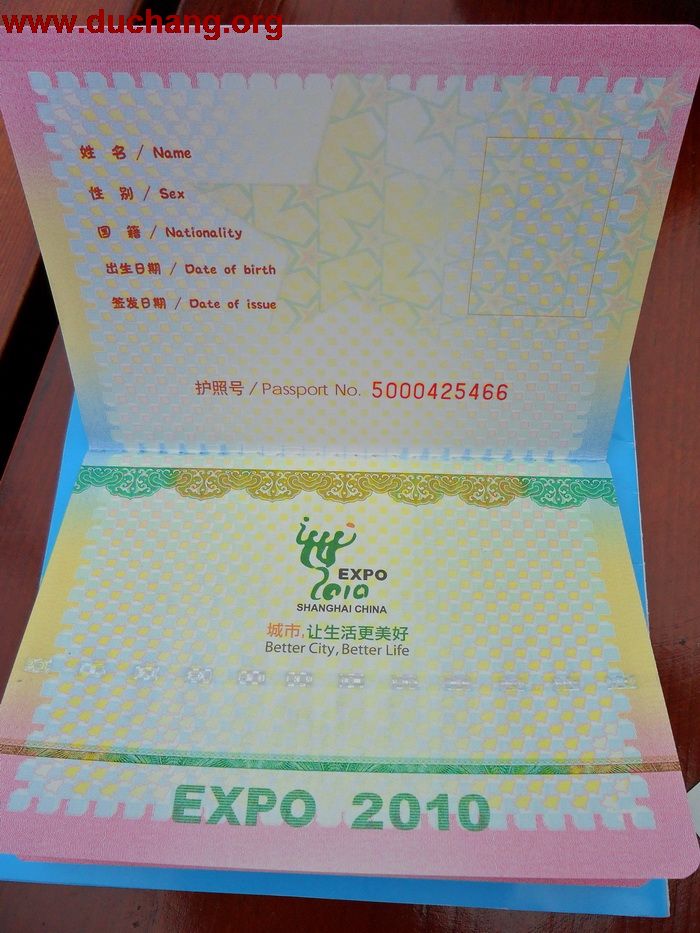 www.duchang.org
姓 名 / Name
性 别 / Sex
国 籍 / Nationality
出生日期 / Date of birth
签发日期 / Date of issue
护照号 / Passport No. 5000425466
EXPO
2010
SHANGHAI CHINA
城市,让生活更美好
Better City, Better Life
EXPO 2010